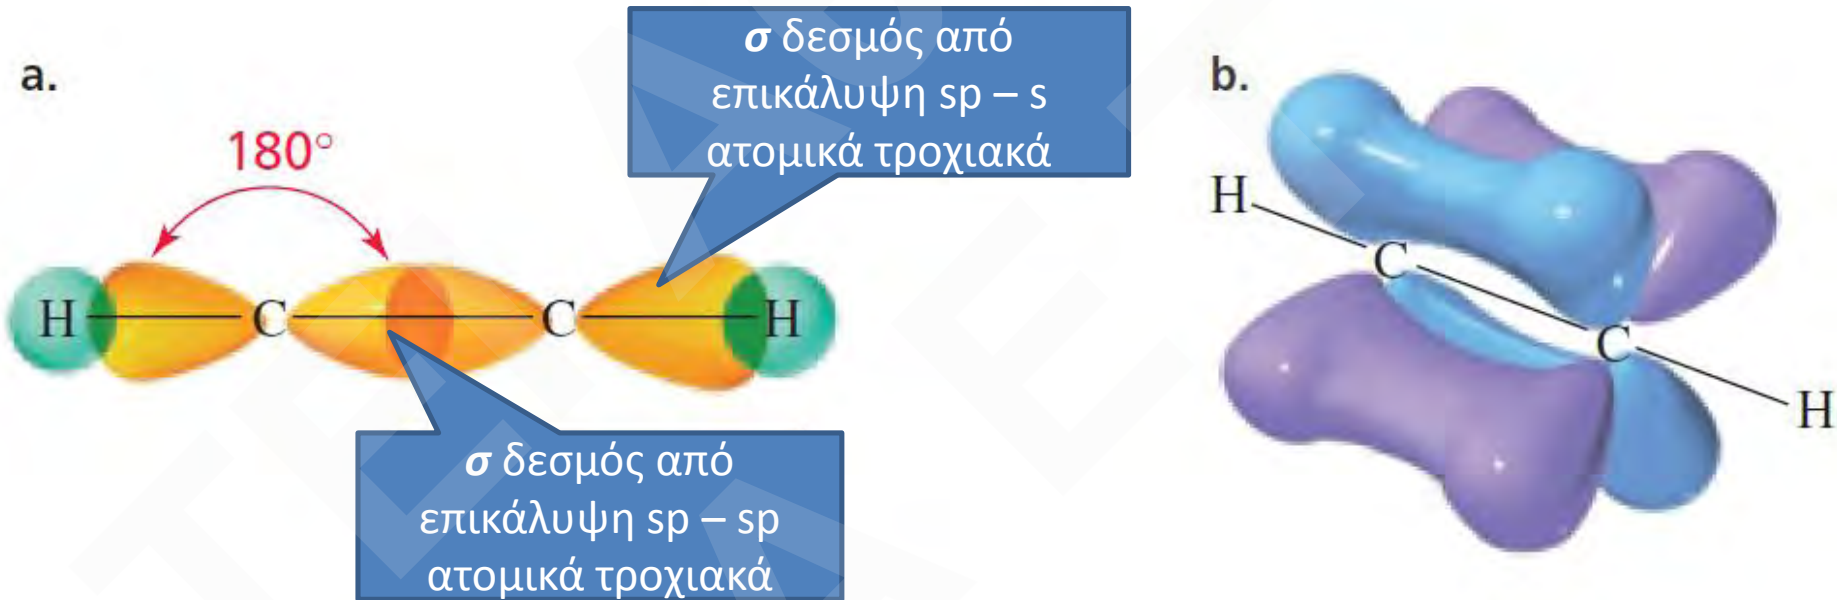 a.
180°
σ δεσμός από
επικάλυψη sp – s
ατομικά τροχιακά
H C C H
σ δεσμός από
επικάλυψη sp – sp
ατομικά τροχιακά
b.
H
C
C
H